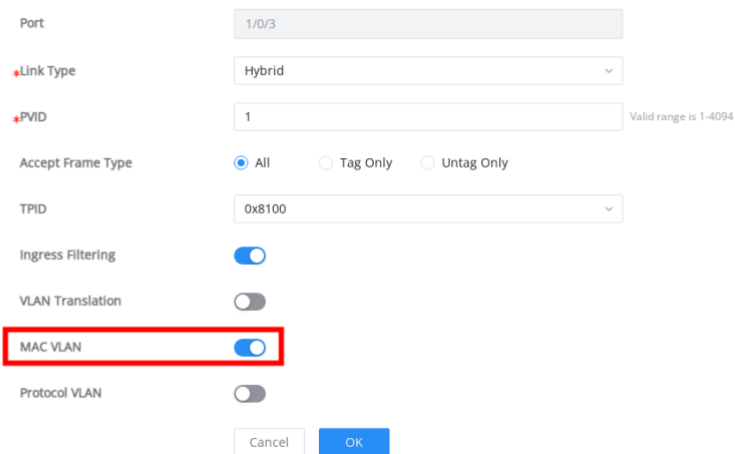 Port 1/0/3
*Link Type Hybrid
*PVID 1 Valid range is 1-4094
Accept Frame Type All Tag Only Untag Only
TPID 0x8100
Ingress Filtering
VLAN Translation
MAC VLAN
Protocol VLAN
Cancel OK